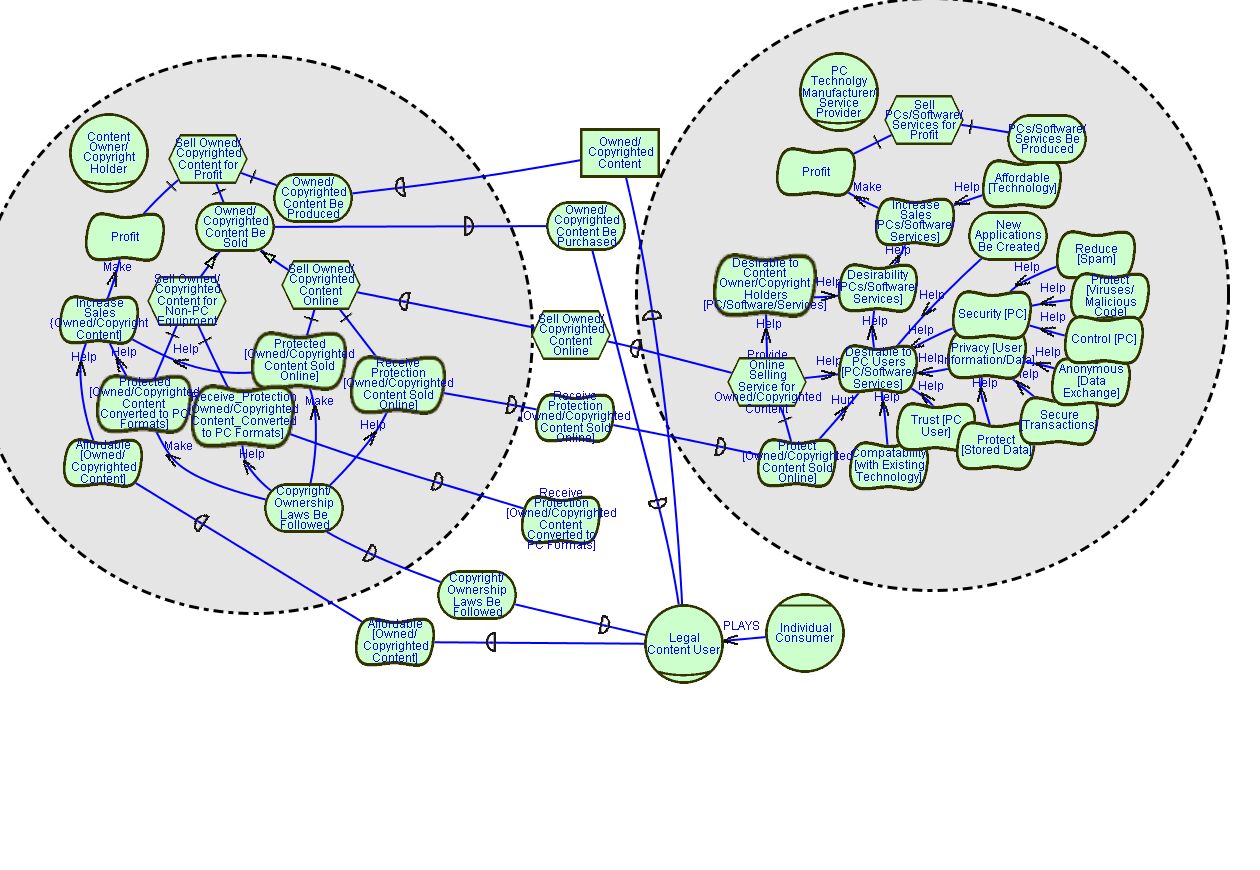 Content
Owner/
Copyright
Holder
Sell Owned/
Copyrighted
Content for
Profit
Owned/
Copyrighted
Content Be
Produced
Owned/
Copyrighted
Content Be
Sold
Profit
Make
Sell Owned/
Copyrighted
Content for
Non-PC
Equipment
Sell Owned/
Copyrighted
Content
Online
Increase
Sales
{Owned/Copyright
Content]
Help
Help
Help
Protected
[Owned/Copyrighted
Content Sold
Online]
Receive
Protection
[Owned/Copyrighted
Content Sold
Online]
Protected
[Owned/Copyrighted
Content
Converted to PC
Formats]
Receive_Protection
Owned/Copyrighted
Content_Converted
to PC Formats]
Make
Help
Make
Help
Affordable
[Owned/
Copyrighted
Content]
Copyright/
Ownership
Laws Be
Followed
Owned/
Copyrighted
Content
Owned/
Copyrighted
Content Be
Purchased
Sell Owned/
Copyrighted
Content
Online
Receive
Protection
[Owned/Copyrighted
Content Sold
Online]
Receive
Protection
[Owned/Copyrighted
Content
Converted to
PC Formats]
Copyright/
Ownership
Laws Be
Followed
Affordable
[Owned/
Copyrighted
Content]
Legal
Content User
PLAYS
Individual
Consumer
PC
Technolgy
Manufacturer/
Service
Provider
Sell
PCs/Software/
Services for
Profit
PCs/Software/
Services Be
Produced
Profit
Make
Help
Affordable
[Technology]
Increase
Sales
[PCs/Software/
Services]
Help
New
Applications
Be Created
Reduce
[Spam]
Help
Desirable to
Content
Owner/Copyright
Holders
[PC/Software/Services]
Help
Desirability
[PCs/Software/
Services]
Help
Security [PC]
Help
Protect
[Viruses/
Malicious
Code]
Help
Control [PC]
Help
Help
Help
Provide
Online
Selling
Service for
Owned/Copyrighted
Content
Help
Desirable to
PC Users
[PC/Software/
Services]
Help
Privacy [User
Information/Data]
Help
Anonymous
[Data
Exchange]
Help
Hurt
Help
Help
Help
Trust [PC
User]
Secure
[Transactions]
Protect
[Stored Data]
Protect
[Owned/Copyrighted
Content Sold
Online]
Compatability
[with Existing
Technology]